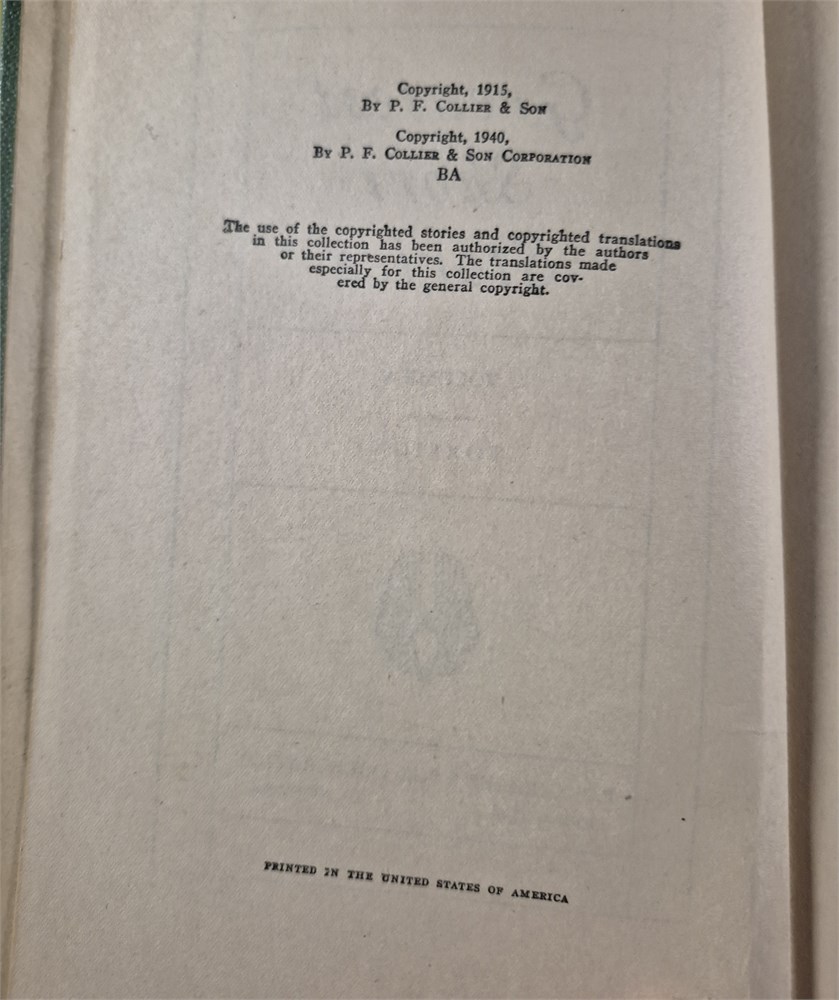 Copyright, 1915,
By P. F. Collier & Son
Copyright, 1940,
By P. F. Collier & Son Corporation
BA
The use of the copyrighted stories and copyrighted translations
in this collection has been authorized by the authors
or their representatives. The translations made
especially for this collection are cov-
ered by the general copyright.
PRINTED IN THE UNITED STATES OF AMERICA